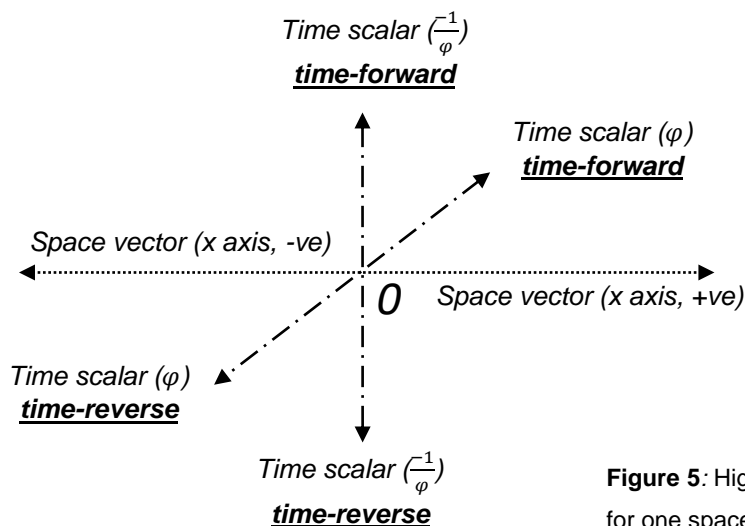 Time scalar (−1/φ)
time-forward
Time scalar (φ)
time-forward
Space vector (x axis, -ve)
0
Space vector (x axis, +ve)
Time scalar (φ)
time-reverse
Time scalar (−1/φ)
time-reverse
Figure 5: Hig
for one space